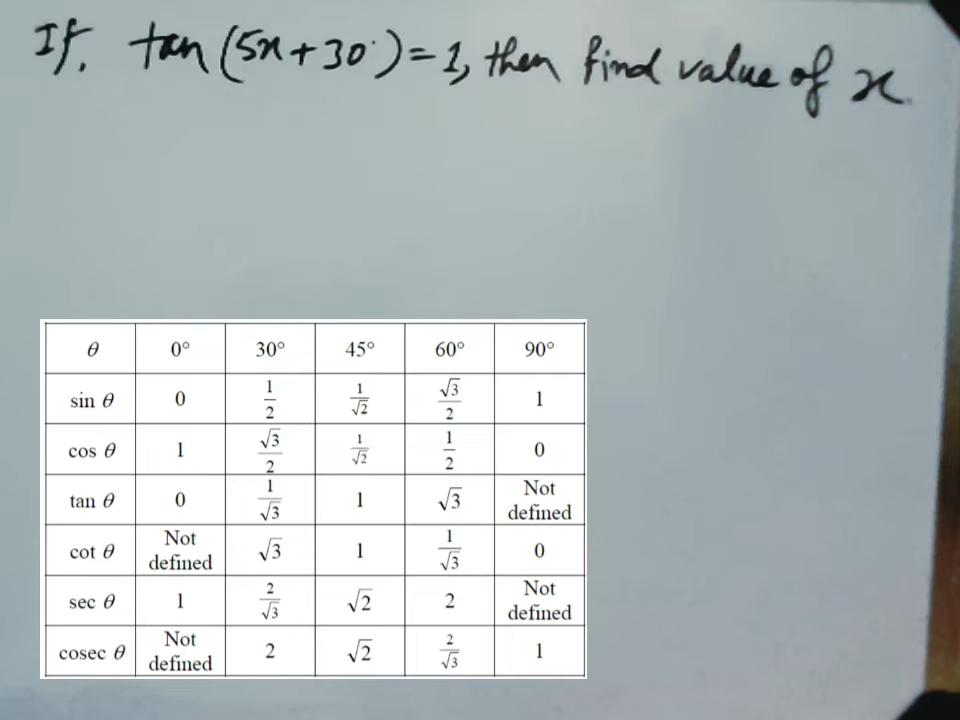 If, tan (5x+30°)=1, then find value of x.
θ 0° 30° 45° 60° 90°
sin θ 0 1/2 1/√2 √3/2 1
cos θ 1 √3/2 1/√2 1/2 0
tan θ 0 1/√3 1 √3 Not defined
cot θ Not defined √3 1 1/√3 0
sec θ 1 2/√3 √2 2 Not defined
cosec θ Not defined 2 √2 2/√3 1